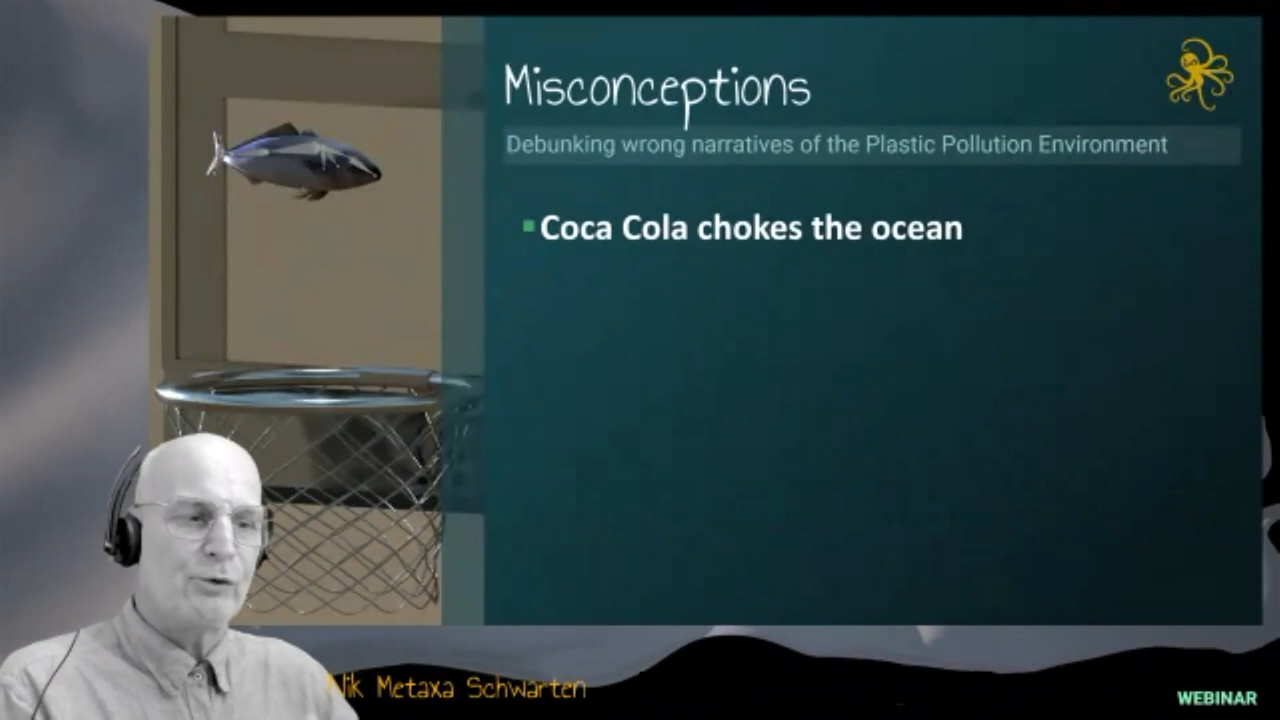 Misconceptions
Debunking wrong narratives of the Plastic Pollution Environment
Coca Cola chokes the ocean
Nik Metaxa Schwarten
WEBINAR